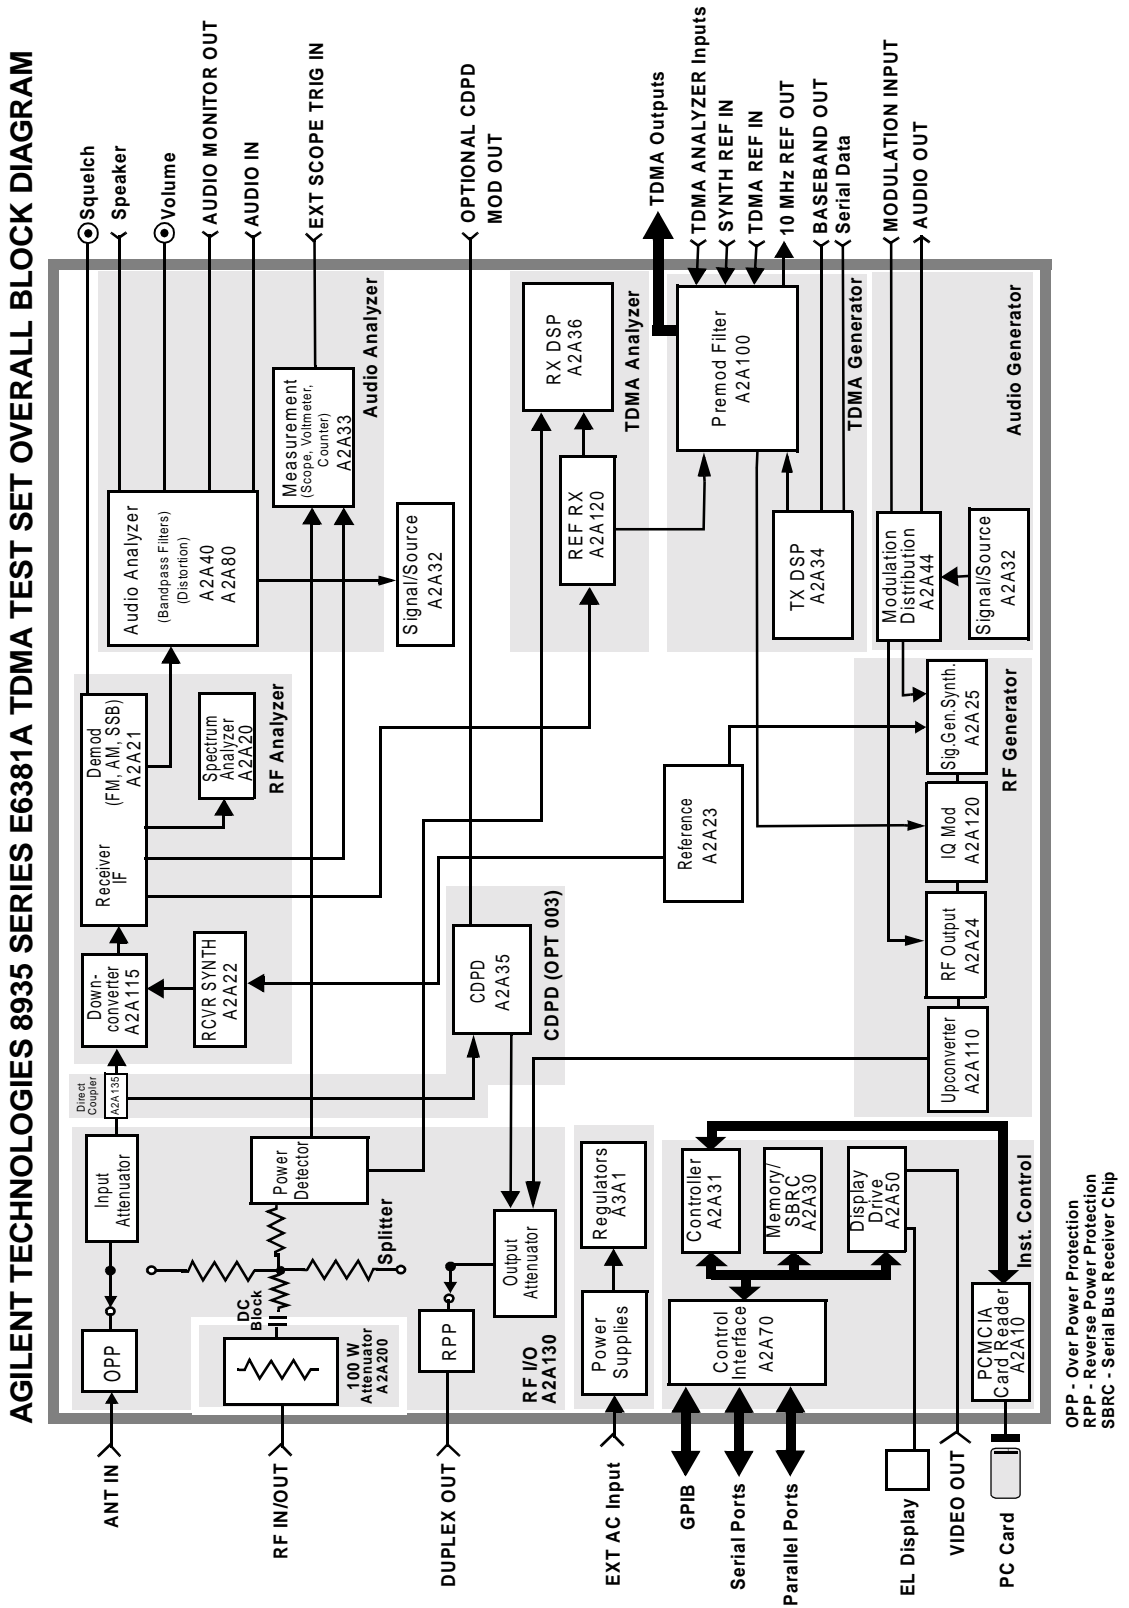 AGILENT TECHNOLOGIES 8935 SERIES E6381A TDMA TEST SET OVERALL BLOCK DIAGRAM
ANT IN
OPP
Input
Attenuator
Direct
Coupler
A2A135
Down-
converter
A2A115
RCVR SYNTH
A2A22
Receiver
IF
Demod
(FM, AM, SSB)
A2A21
Spectrum
Analyzer
A2A20
RF Analyzer
Audio Analyzer
(Bandpass Filters)
(Distortion)
A2A40
A2A80
Measurement
(Scope, Voltmeter,
Counter)
A2A33
Audio Analyzer
Signal/Source
A2A32
Squelch
Speaker
Volume
AUDIO MONITOR OUT
AUDIO IN
EXT SCOPE TRIG IN
OPTIONAL CDPD
MOD OUT
RF IN/OUT
100 W
Attenuator
A2A200
DC
Block
Splitter
Power
Detector
DUPLEX OUT
RPP
Output
Attenuator
RF I/O
A2A130
CDPD
A2A35
CDPD (OPT 003)
REF RX
A2A120
RX DSP
A2A36
TDMA Analyzer
Reference
A2A23
Premod Filter
A2A100
TX DSP
A2A34
TDMA Generator
TDMA Outputs
TDMA ANALYZER Inputs
SYNTH REF IN
TDMA REF IN
10 MHz REF OUT
BASEBAND OUT
Serial Data
MODULATION INPUT
AUDIO OUT
Modulation
Distribution
A2A44
Signal/Source
A2A32
Audio Generator
Upconverter
A2A110
RF Output
A2A24
IQ Mod
A2A120
Sig.Gen.Synth.
A2A25
RF Generator
EXT AC Input
Power
Supplies
Regulators
A3A1
GPIB
Serial Ports
Parallel Ports
Control
Interface
A2A70
Controller
A2A31
Memory/
SBRC
A2A30
Display
Drive
A2A50
PCMCIA
Card Reader
A2A10
Inst. Control
EL Display
VIDEO OUT
PC Card
OPP - Over Power Protection
RPP - Reverse Power Protection
SBRC - Serial Bus Receiver Chip